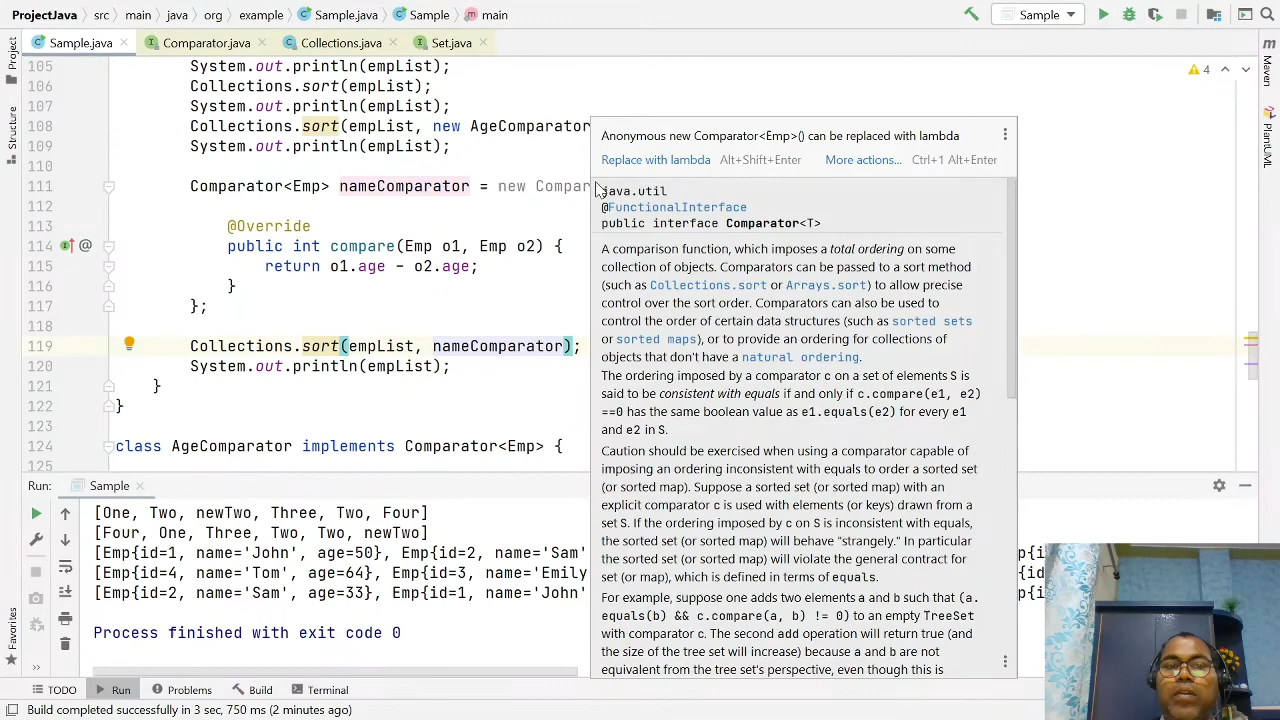 ProjectJava > src > main > java > org > example > Sample.java > Sample > main
Sample
Sample.java
Comparator.java
Collections.java
Set.java
Project
Structure
Favorites
Maven
PlantUML
4
105 System.out.println(empList);
106 Collections.sort(empList);
107 System.out.println(empList);
108 Collections.sort(empList, new AgeComparator
109 System.out.println(empList);
110
111 Comparator<Emp> nameComparator = new Compar
113 @Override
114 @ public int compare(Emp o1, Emp o2) {
115 return o1.age - o2.age;
116 }
117 };
118
119 Collections.sort(empList, nameComparator);
120 System.out.println(empList);
121 }
122 }
123
124 class AgeComparator implements Comparator<Emp> {
125
Anonymous new Comparator<Emp>() can be replaced with lambda
Replace with lambda Alt+Shift+Enter More actions... Ctrl+1 Alt+Enter
java.util
@FunctionalInterface
public interface Comparator<T>
A comparison function, which imposes a total ordering on some
collection of objects. Comparators can be passed to a sort method
(such as Collections.sort or Arrays.sort) to allow precise
control over the sort order. Comparators can also be used to
control the order of certain data structures (such as sorted sets
or sorted maps), or to provide an ordering for collections of
objects that don't have a natural ordering.
The ordering imposed by a comparator c on a set of elements S is
said to be consistent with equals if and only if c.compare(e1, e2)
==0 has the same boolean value as e1.equals(e2) for every e1
and e2 in S.
Caution should be exercised when using a comparator capable of
imposing an ordering inconsistent with equals to order a sorted set
(or sorted map). Suppose a sorted set (or sorted map) with an
explicit comparator c is used with elements (or keys) drawn from a
set S. If the ordering imposed by c on S is inconsistent with equals,
the sorted set (or sorted map) will behave "strangely." In particular
the sorted set (or sorted map) will violate the general contract for
set (or map), which is defined in terms of equals.
For example, suppose one adds two elements a and b such that (a.
equals(b) && c.compare(a, b) != 0) to an empty TreeSet
with comparator c. The second add operation will return true (and
the size of the tree set will increase) because a and b are not
equivalent from the tree set's perspective, even though this is
Run: Sample
[One, Two, newTwo, Three, Two, Four]
[Four, One, Three, Two, Two, newTwo]
[Emp{id=1, name='John', age=50}, Emp{id=2, name='Sam'
[Emp{id=4, name='Tom', age=64}, Emp{id=3, name='Emily
[Emp{id=2, name='Sam', age=33}, Emp{id=1, name='John'
Process finished with exit code 0
TODO Run Problems Build Terminal
Build completed successfully in 3 sec, 750 ms (2 minutes ago)